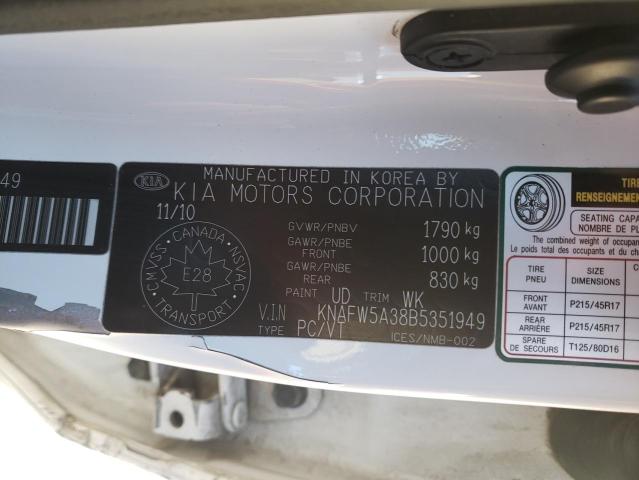 49
KIA
MANUFACTURED IN KOREA BY
KIA MOTORS CORPORATION
11/10
GVWR/PNBV 1790 kg
GAWR/PNBE FRONT 1000 kg
GAWR/PNBE REAR 830 kg
PAINT UD TRIM WK
V.I.N KNAFW5A38B5351949
TYPE PC/VT
ICES/NMB-002
CANADA
CMVSS NSVAC
E28
TRANSPORT
TIRE
RENSEIGNEMEN
SEATING CAPA
NOMBRE DE PL
The combined weight of occupan
Le poids total des occupants et du ch
TIRE PNEU
SIZE DIMENSIONS
FRONT AVANT P215/45R17
REAR ARRIÈRE P215/45R17
SPARE DE SECOURS T125/80D16